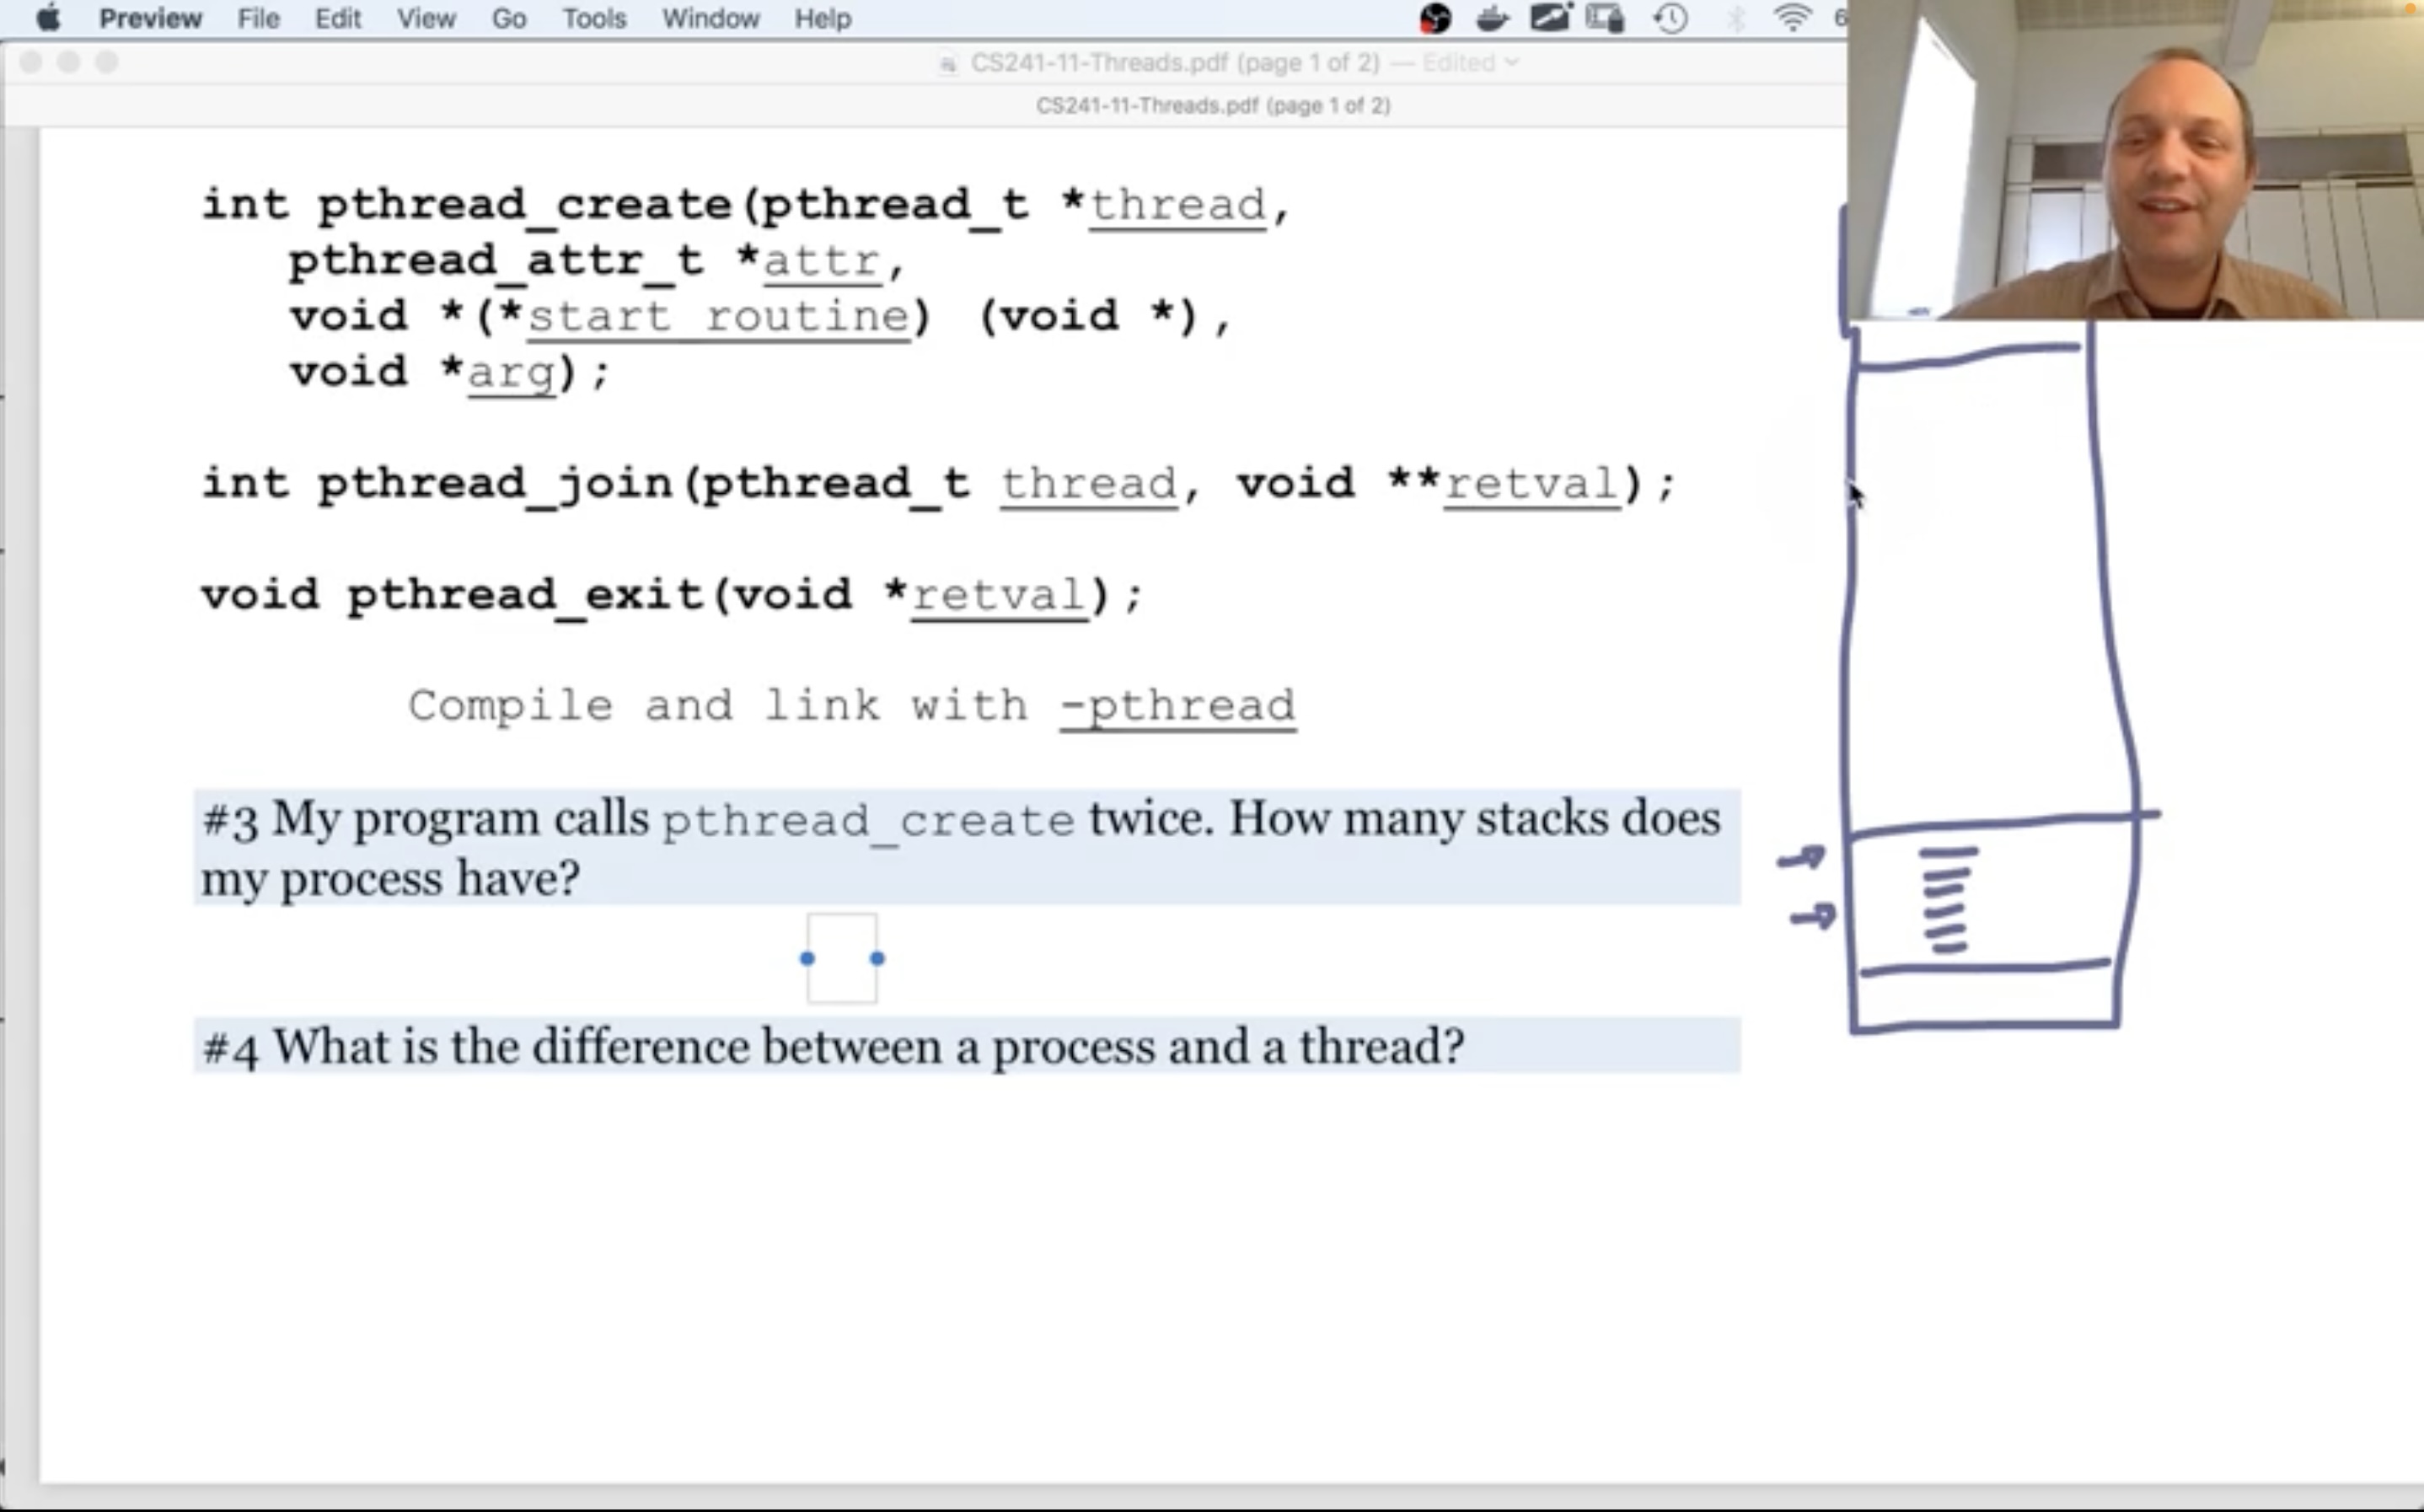 Preview File Edit View Go Tools Window Help 6
CS241-11-Threads.pdf (page 1 of 2) — Edited
CS241-11-Threads.pdf (page 1 of 2)
int pthread_create(pthread_t *thread,
pthread_attr_t *attr,
void *(*start routine) (void *),
void *arg);
int pthread_join(pthread_t thread, void **retval);
void pthread_exit(void *retval);
Compile and link with -pthread
#3 My program calls pthread_create twice. How many stacks does
my process have?
#4 What is the difference between a process and a thread?